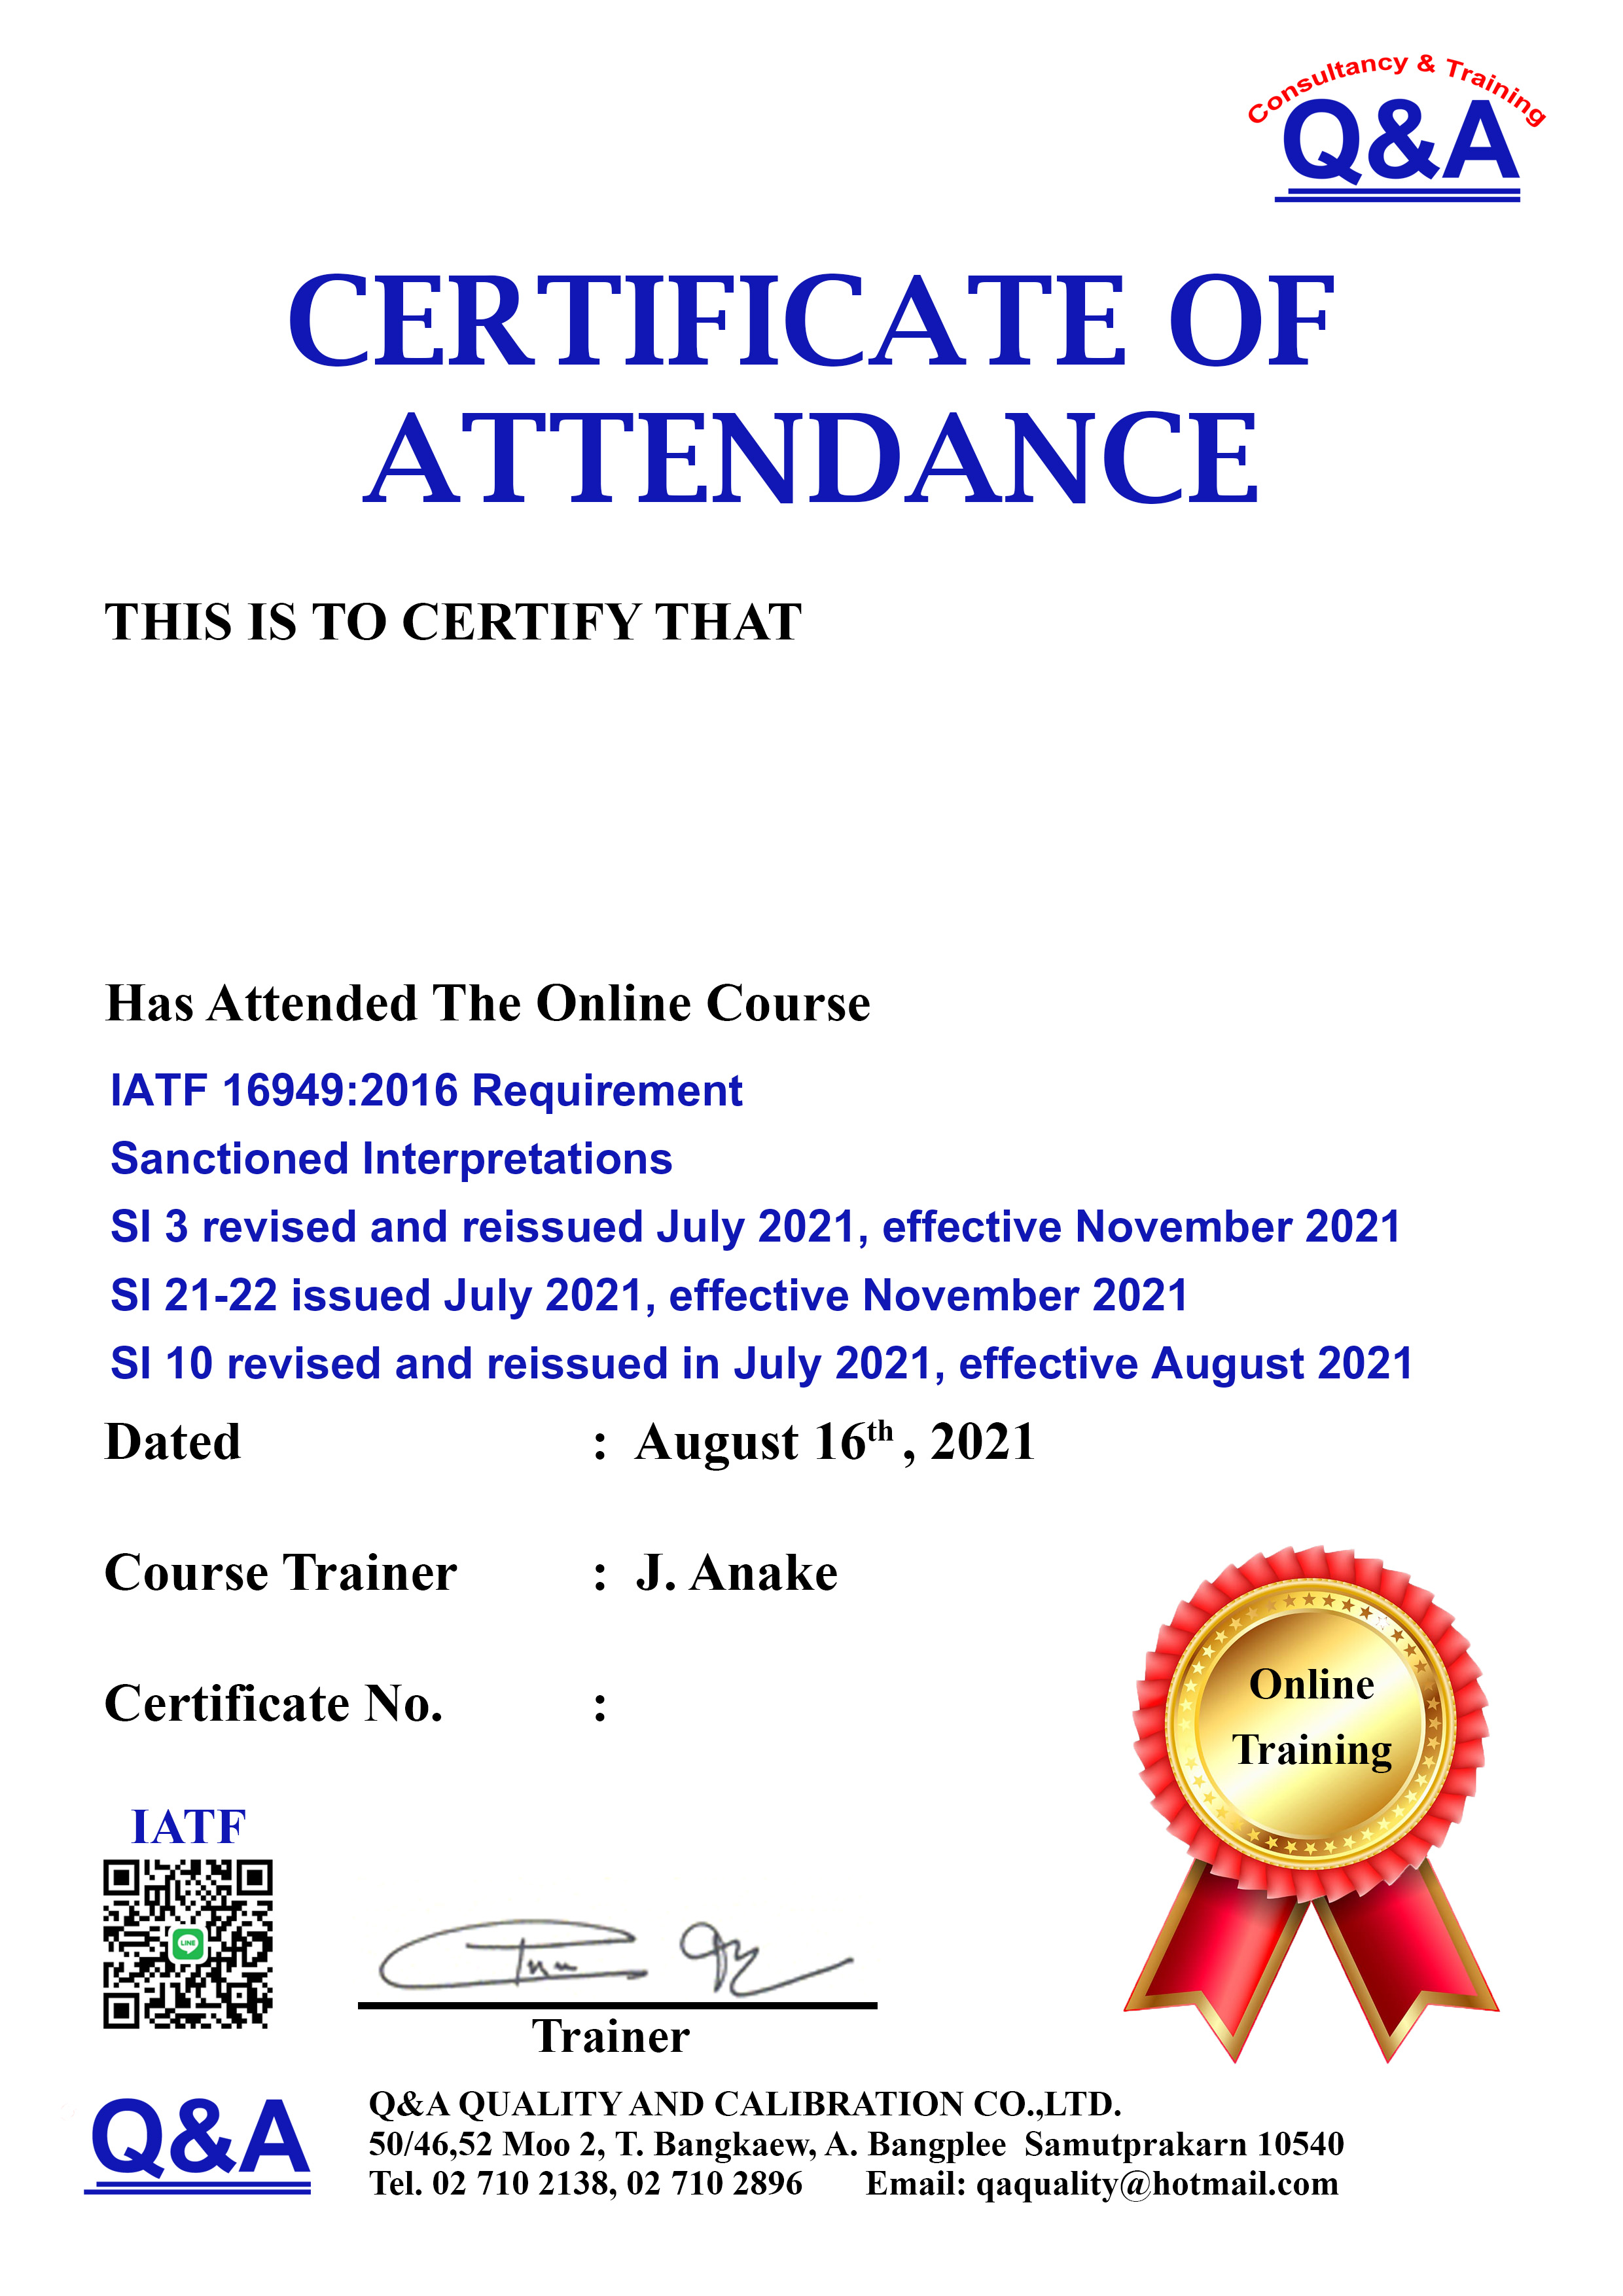 Consultancy & Training
Q&A
CERTIFICATE OF
ATTENDANCE
THIS IS TO CERTIFY THAT
Has Attended The Online Course
IATF 16949:2016 Requirement
Sanctioned Interpretations
SI 3 revised and reissued July 2021, effective November 2021
SI 21-22 issued July 2021, effective November 2021
SI 10 revised and reissued in July 2021, effective August 2021
Dated : August 16th , 2021
Course Trainer : J. Anake
Certificate No. :
Online
Training
IATF
LINE
Trainer
Q&A
Q&A QUALITY AND CALIBRATION CO.,LTD.
50/46,52 Moo 2, T. Bangkaew, A. Bangplee Samutprakarn 10540
Tel. 02 710 2138, 02 710 2896 Email: qaquality@hotmail.com